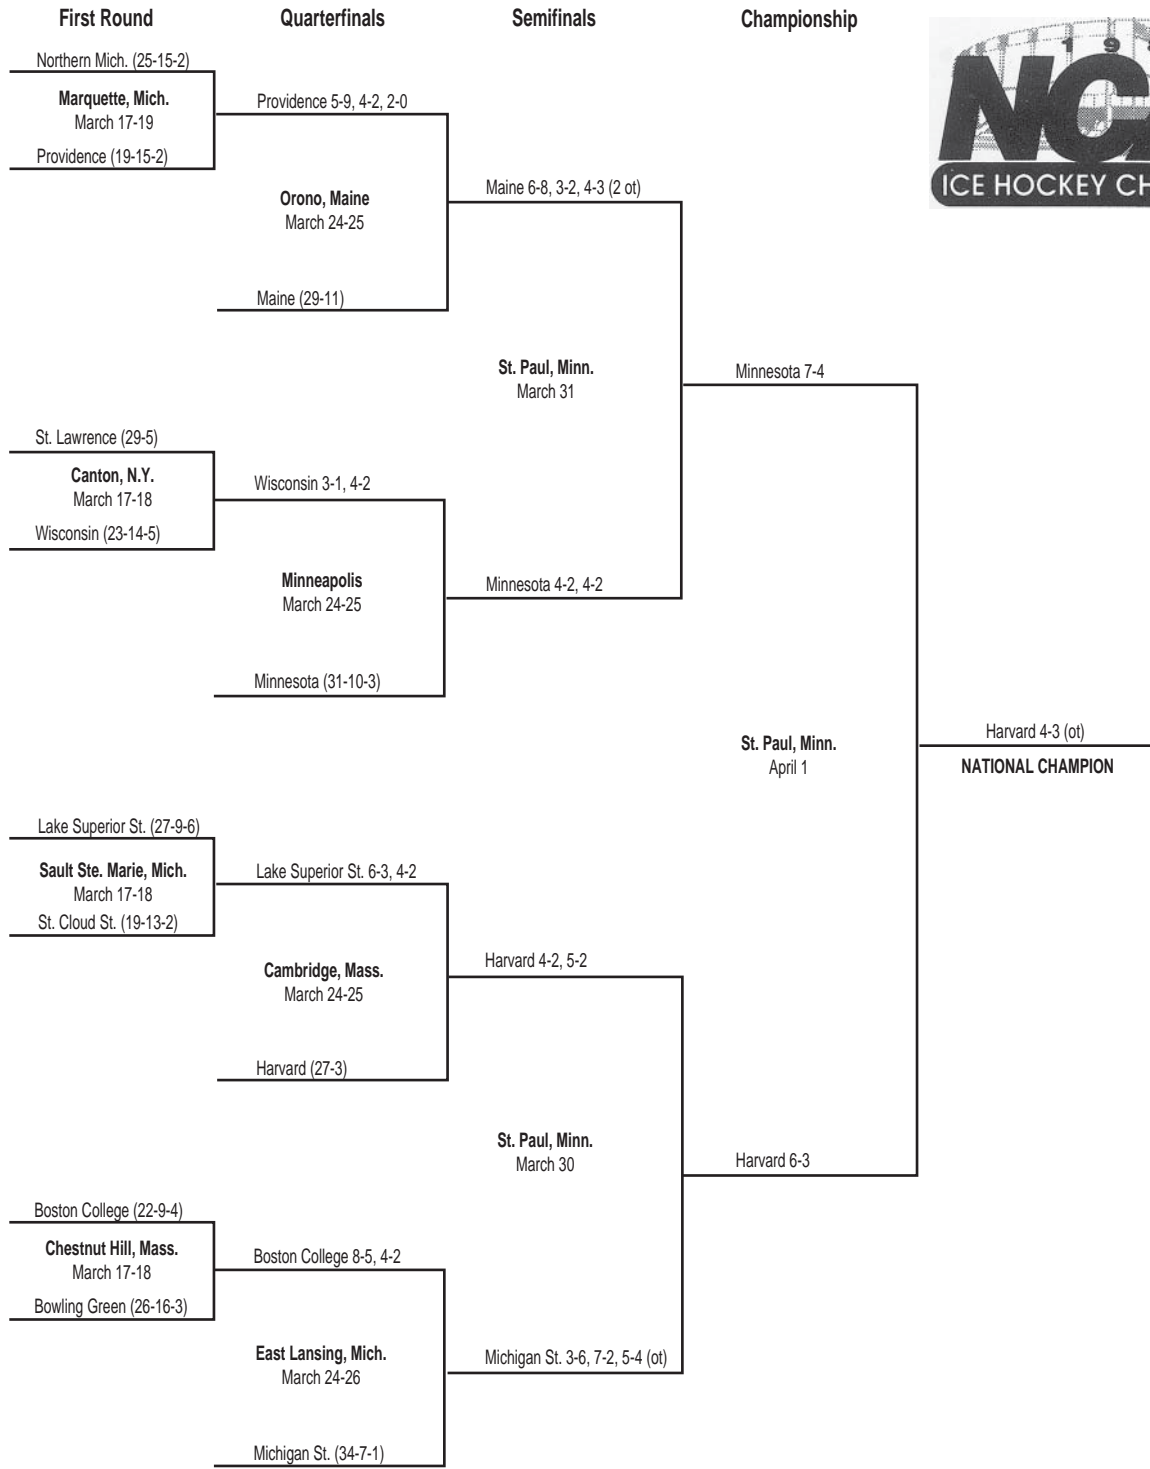 First Round
Quarterfinals
Semifinals
Championship
Northern Mich. (25-15-2)
Marquette, Mich.
March 17-19
Providence (19-15-2)
Providence 5-9, 4-2, 2-0
Orono, Maine
March 24-25
Maine (29-11)
Maine 6-8, 3-2, 4-3 (2 ot)
St. Paul, Minn.
March 31
Minnesota 7-4
St. Lawrence (29-5)
Canton, N.Y.
March 17-18
Wisconsin (23-14-5)
Wisconsin 3-1, 4-2
Minneapolis
March 24-25
Minnesota (31-10-3)
Minnesota 4-2, 4-2
St. Paul, Minn.
April 1
Harvard 4-3 (ot)
NATIONAL CHAMPION
Lake Superior St. (27-9-6)
Sault Ste. Marie, Mich.
March 17-18
St. Cloud St. (19-13-2)
Lake Superior St. 6-3, 4-2
Cambridge, Mass.
March 24-25
Harvard (27-3)
Harvard 4-2, 5-2
St. Paul, Minn.
March 30
Harvard 6-3
Boston College (22-9-4)
Chestnut Hill, Mass.
March 17-18
Bowling Green (26-16-3)
Boston College 8-5, 4-2
East Lansing, Mich.
March 24-26
Michigan St. (34-7-1)
Michigan St. 3-6, 7-2, 5-4 (ot)
1 9
NC
ICE HOCKEY CH